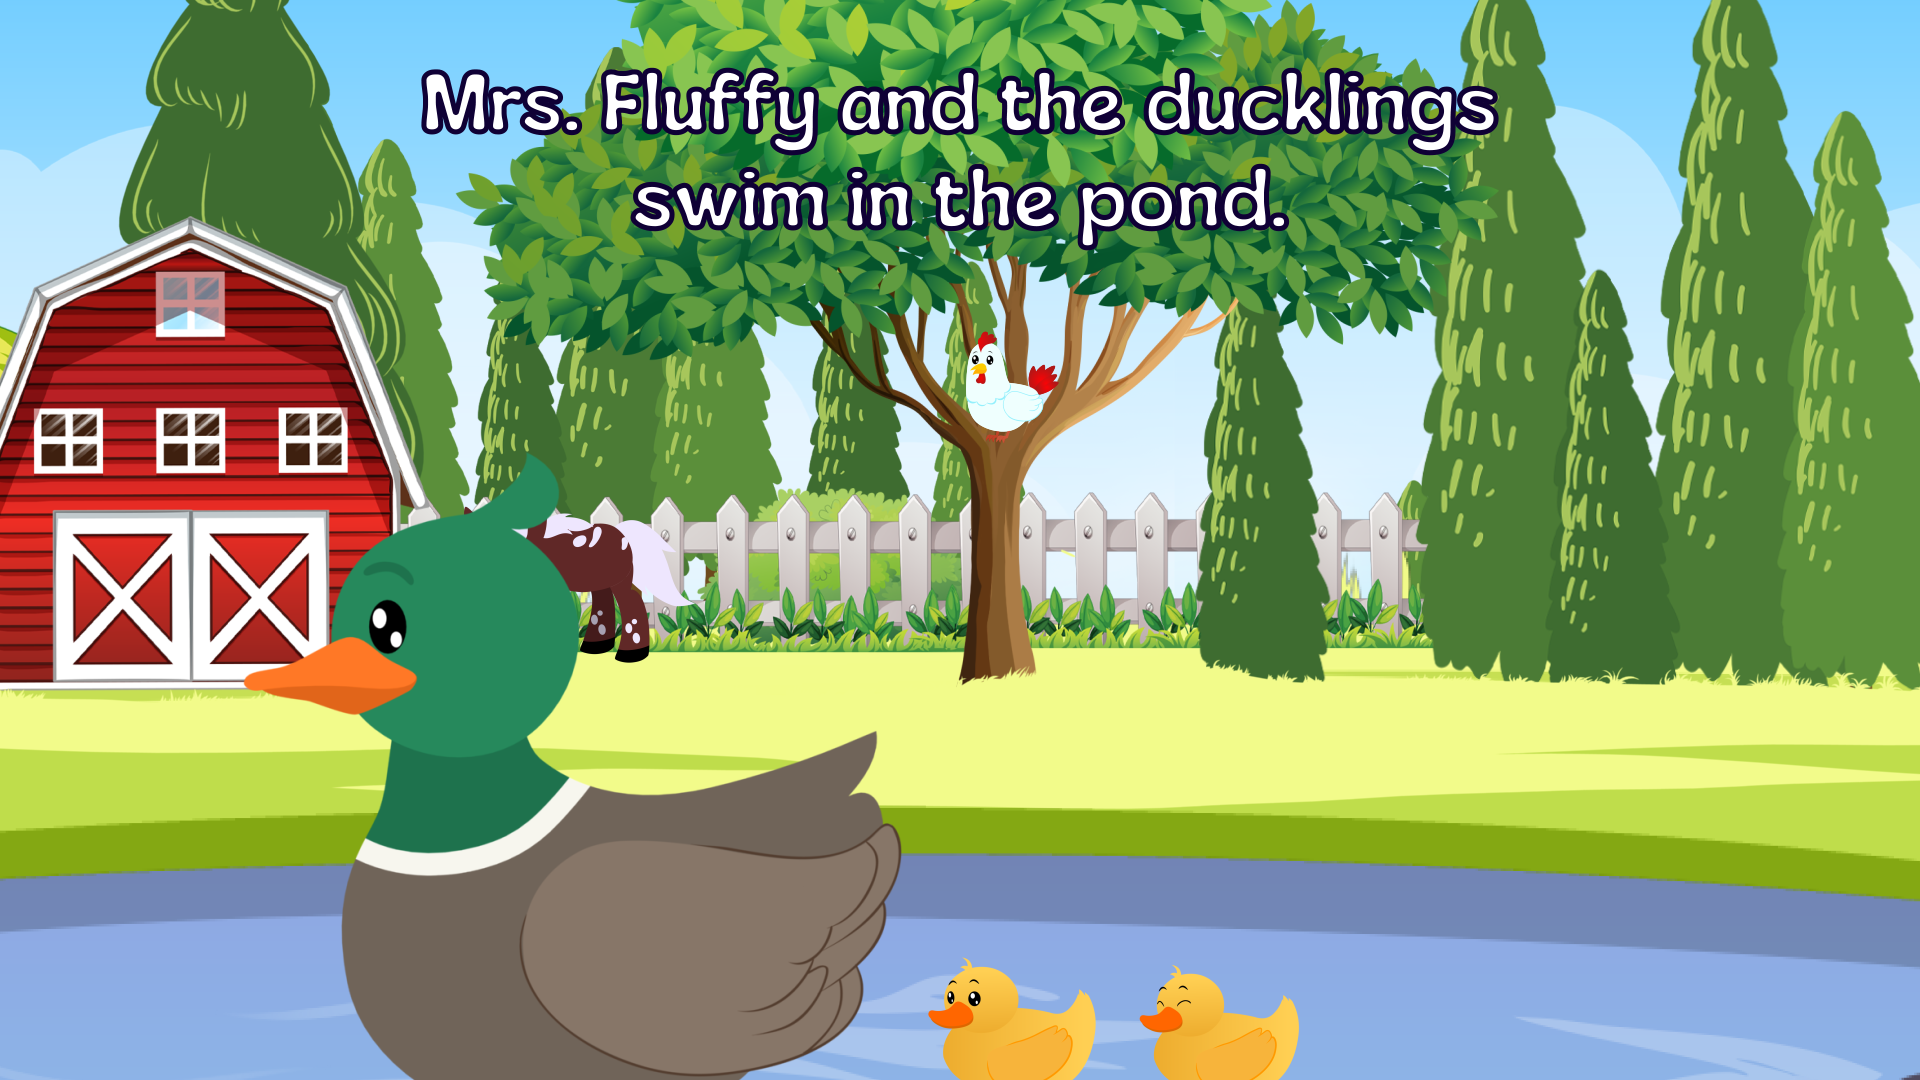 Mrs. Fluffy and the ducklings
swim in the pond.